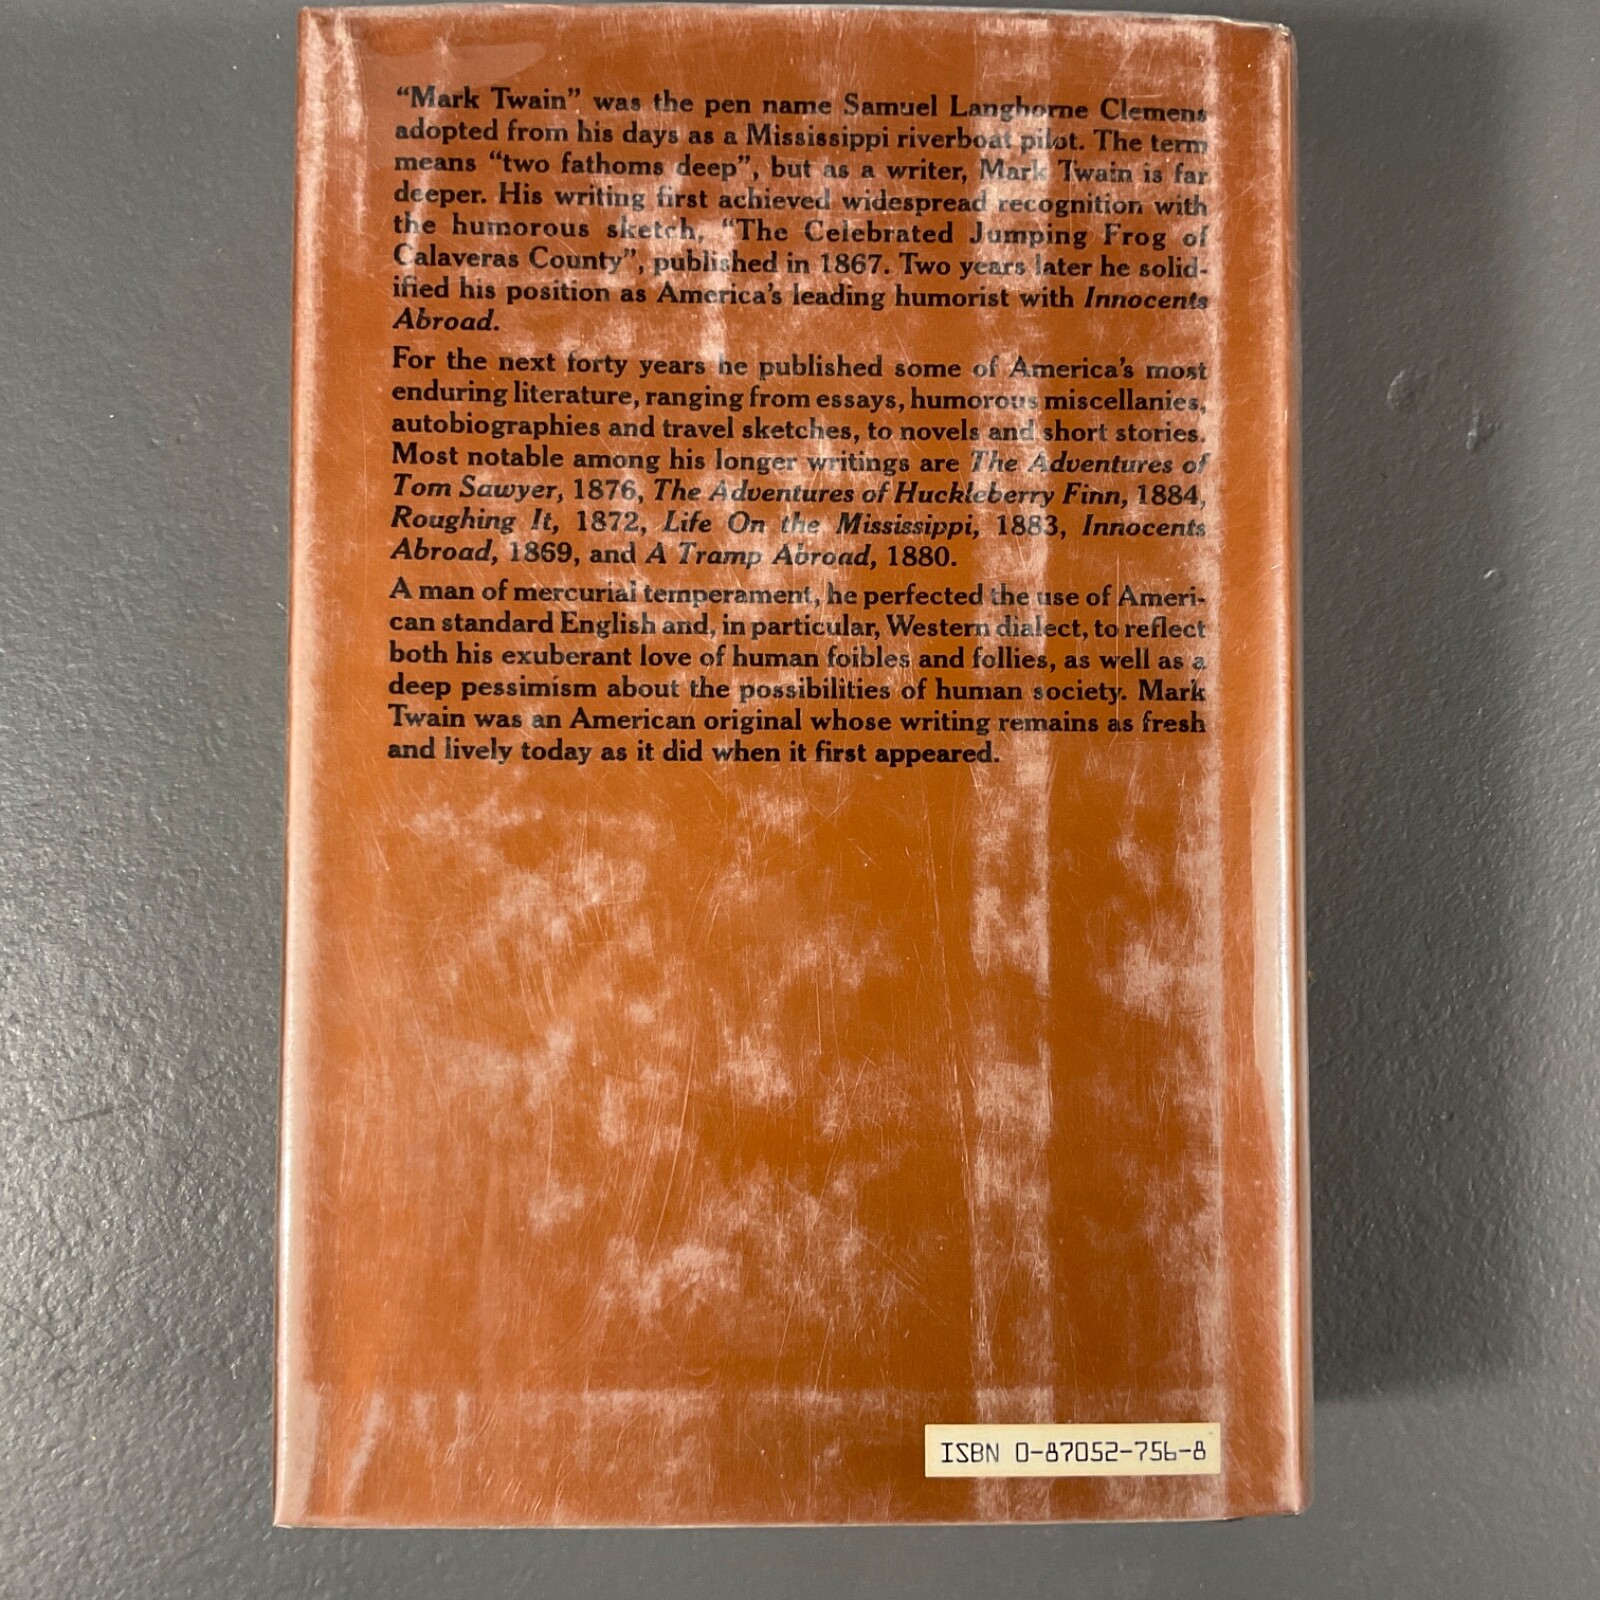 “Mark Twain” was the pen name Samuel Langhorne Clemens
adopted from his days as a Mississippi riverboat pilot. The term
means “two fathoms deep”, but as a writer, Mark Twain is far
deeper. His writing first achieved widespread recognition with
the humorous sketch, “The Celebrated Jumping Frog of
Calaveras County”, published in 1867. Two years later he solid-
ified his position as America’s leading humorist with Innocents
Abroad.
For the next forty years he published some of America’s most
enduring literature, ranging from essays, humorous miscellanies,
autobiographies and travel sketches, to novels and short stories.
Most notable among his longer writings are The Adventures of
Tom Sawyer, 1876, The Adventures of Huckleberry Finn, 1884,
Roughing It, 1872, Life On the Mississippi, 1883, Innocents
Abroad, 1869, and A Tramp Abroad, 1880.
A man of mercurial temperament, he perfected the use of Ameri-
can standard English and, in particular, Western dialect, to reflect
both his exuberant love of human foibles and follies, as well as a
deep pessimism about the possibilities of human society. Mark
Twain was an American original whose writing remains as fresh
and lively today as it did when it first appeared.
ISBN 0-87052-756-8